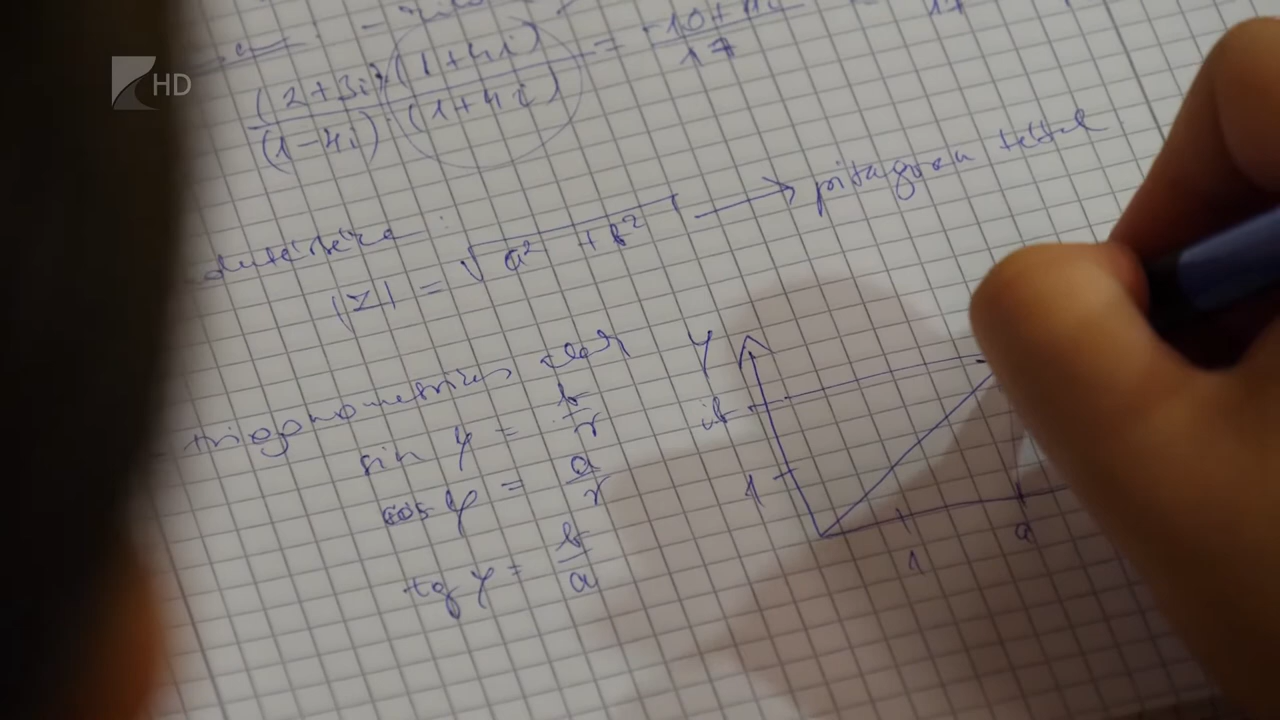 HD
(2+3i)·(1+4i) = -10+11i
(1-4i)·(1+4i) 17
17
|z| = √a² + b² → pitagorasz tétel
trigonometrikus alak
sin φ = b/r
cos φ = a/r
tg φ = b/a
Y
ib
1
1
a